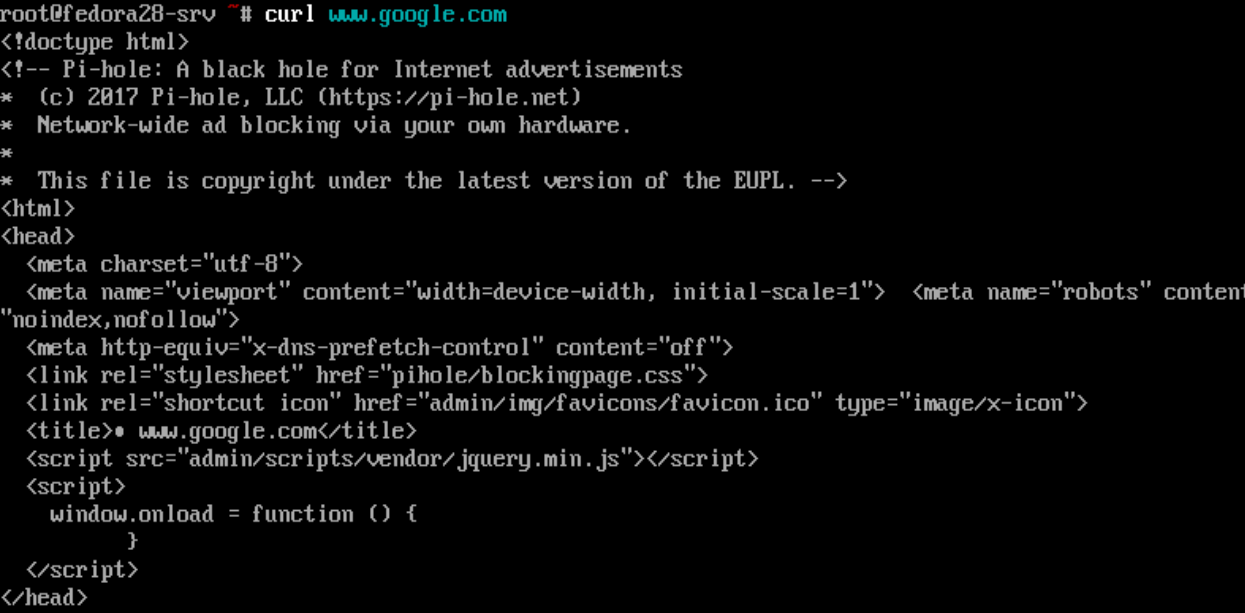 root@fedora28-srv ~# curl www.google.com
<!doctype html>
<!-- Pi-hole: A black hole for Internet advertisements
*  (c) 2017 Pi-hole, LLC (https://pi-hole.net)
*  Network-wide ad blocking via your own hardware.
*
*  This file is copyright under the latest version of the EUPL. -->
<html>
<head>
  <meta charset="utf-8">
  <meta name="viewport" content="width=device-width, initial-scale=1">  <meta name="robots" content
"noindex,nofollow">
  <meta http-equiv="x-dns-prefetch-control" content="off">
  <link rel="stylesheet" href="pihole/blockingpage.css">
  <link rel="shortcut icon" href="admin/img/favicons/favicon.ico" type="image/x-icon">
  <title>● www.google.com</title>
  <script src="admin/scripts/vendor/jquery.min.js"></script>
  <script>
    window.onload = function () {
          }
  </script>
</head>